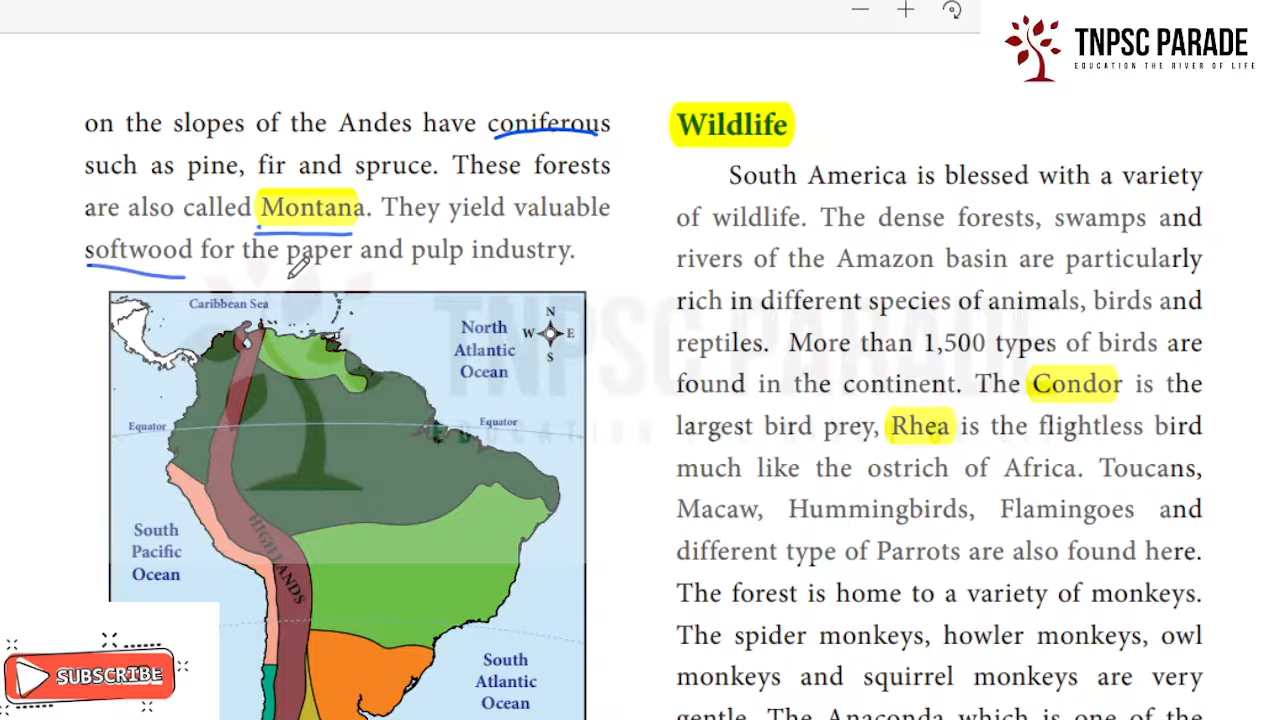 TNPSC PARADE
EDUCATION THE RIVER OF LIFE
on the slopes of the Andes have coniferous
such as pine, fir and spruce. These forests
are also called Montana. They yield valuable
softwood for the paper and pulp industry.
Caribbean Sea
North
Atlantic
Ocean
N
W E
S
Equator
Equator
HIGHLANDS
South
Pacific
Ocean
South
Atlantic
Ocean
SUBSCRIBE
Wildlife
South America is blessed with a variety
of wildlife. The dense forests, swamps and
rivers of the Amazon basin are particularly
rich in different species of animals, birds and
reptiles. More than 1,500 types of birds are
found in the continent. The Condor is the
largest bird prey, Rhea is the flightless bird
much like the ostrich of Africa. Toucans,
Macaw, Hummingbirds, Flamingoes and
different type of Parrots are also found here.
The forest is home to a variety of monkeys.
The spider monkeys, howler monkeys, owl
monkeys and squirrel monkeys are very
gentle. The Anaconda which is one of the
TNPSC PARADE